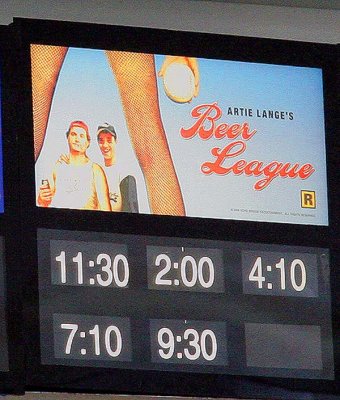 ARTIE LANGE'S
Beer
League
R
11:30 2:00 4:10
7:10 9:30